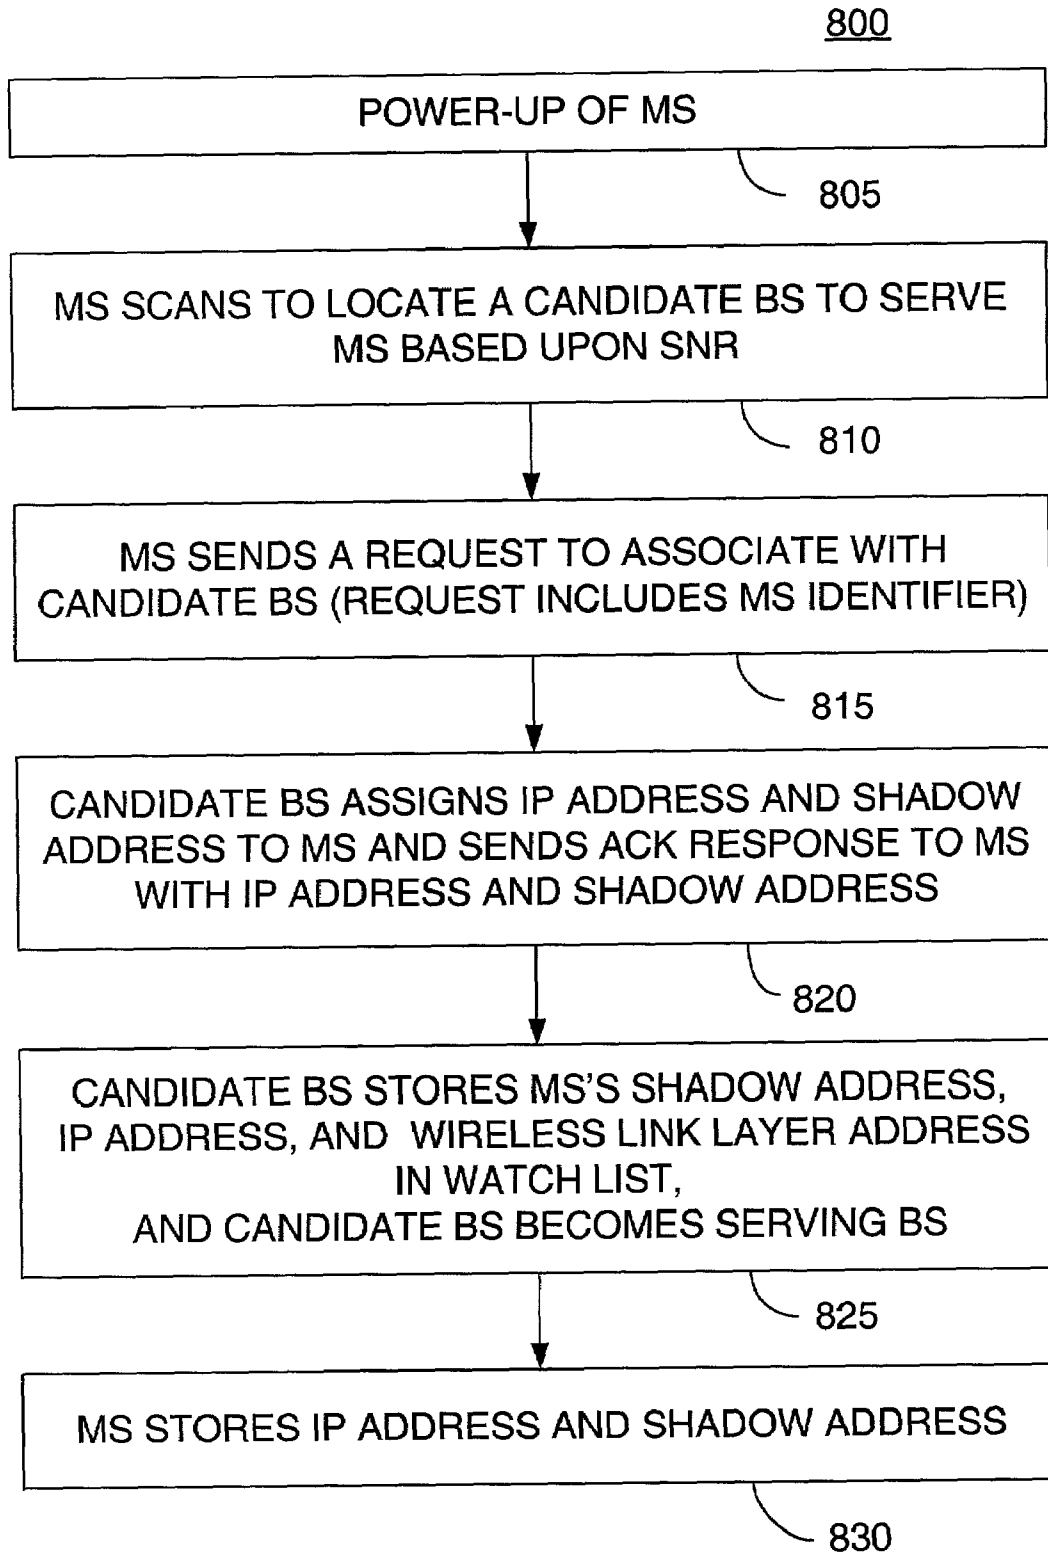 800
POWER-UP OF MS
805
MS SCANS TO LOCATE A CANDIDATE BS TO SERVE
MS BASED UPON SNR
810
MS SENDS A REQUEST TO ASSOCIATE WITH
CANDIDATE BS (REQUEST INCLUDES MS IDENTIFIER)
815
CANDIDATE BS ASSIGNS IP ADDRESS AND SHADOW
ADDRESS TO MS AND SENDS ACK RESPONSE TO MS
WITH IP ADDRESS AND SHADOW ADDRESS
820
CANDIDATE BS STORES MS'S SHADOW ADDRESS,
IP ADDRESS, AND WIRELESS LINK LAYER ADDRESS
IN WATCH LIST,
AND CANDIDATE BS BECOMES SERVING BS
825
MS STORES IP ADDRESS AND SHADOW ADDRESS
830